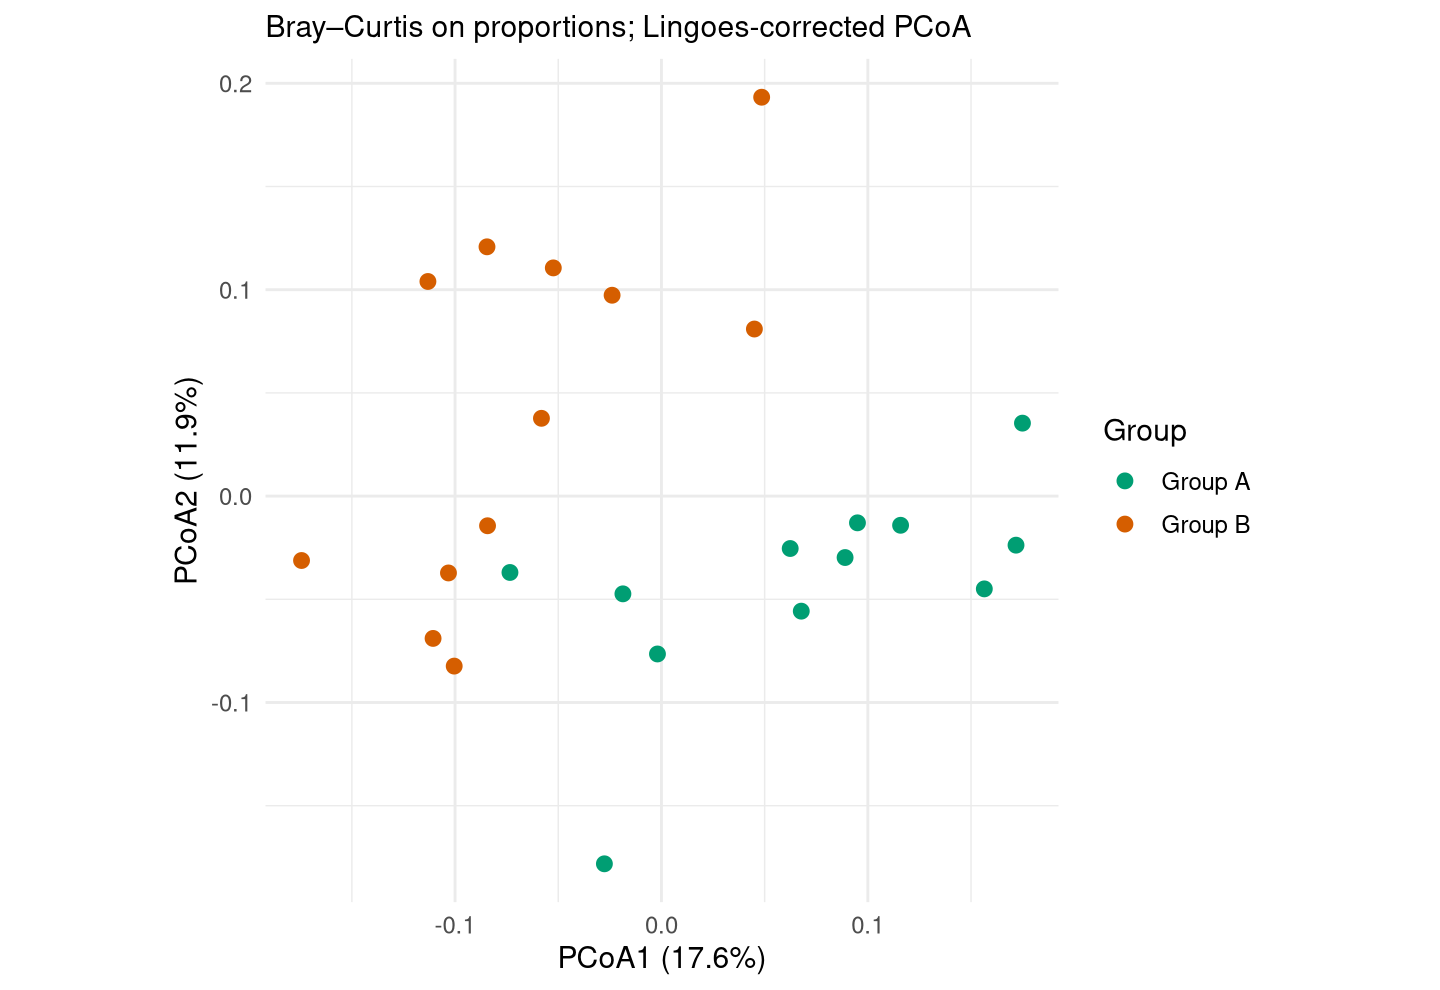 Bray–Curtis on proportions; Lingoes-corrected PCoA
0.2
0.1
0.0
-0.1
PCoA2 (11.9%)
-0.1
0.0
0.1
PCoA1 (17.6%)
Group
Group A
Group B